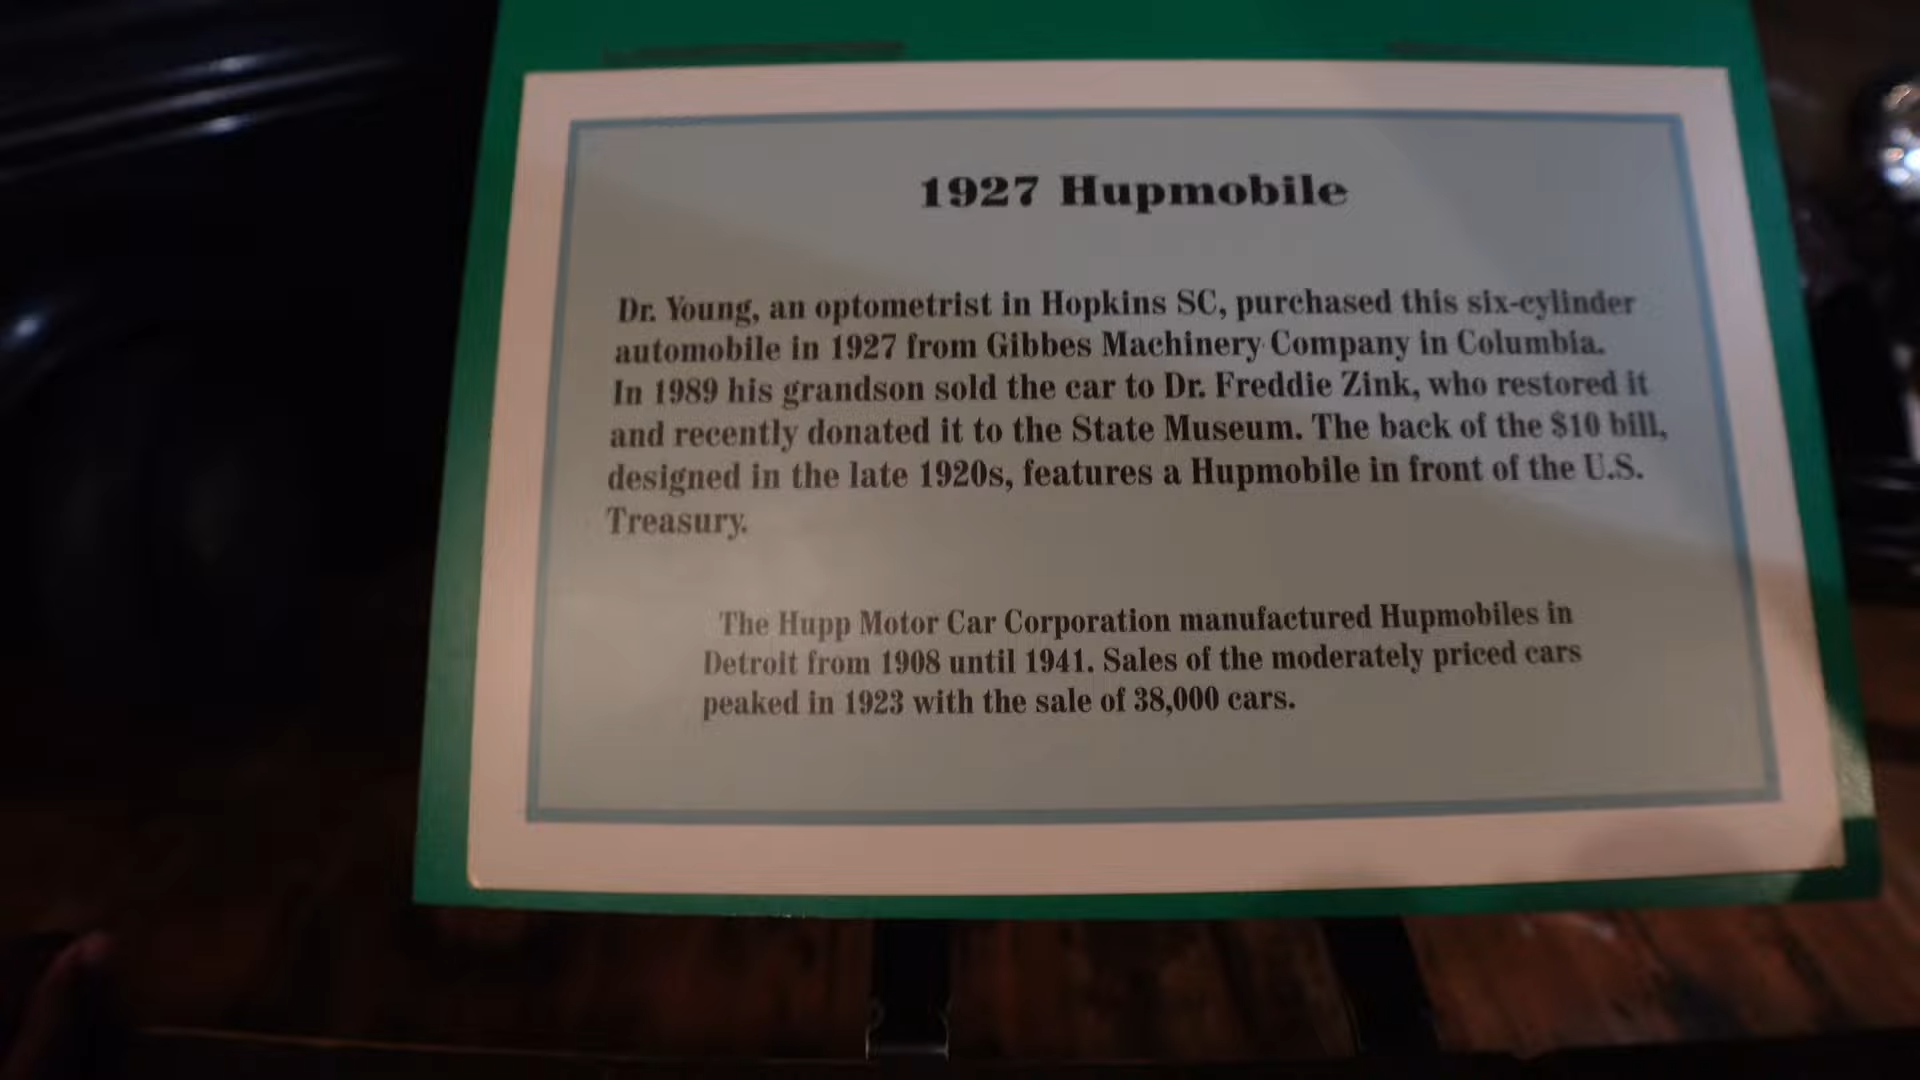 1927 Hupmobile
Dr. Young, an optometrist in Hopkins SC, purchased this six-cylinder
automobile in 1927 from Gibbes Machinery Company in Columbia.
In 1989 his grandson sold the car to Dr. Freddie Zink, who restored it
and recently donated it to the State Museum. The back of the $10 bill,
designed in the late 1920s, features a Hupmobile in front of the U.S.
Treasury.
The Hupp Motor Car Corporation manufactured Hupmobiles in
Detroit from 1908 until 1941. Sales of the moderately priced cars
peaked in 1923 with the sale of 38,000 cars.